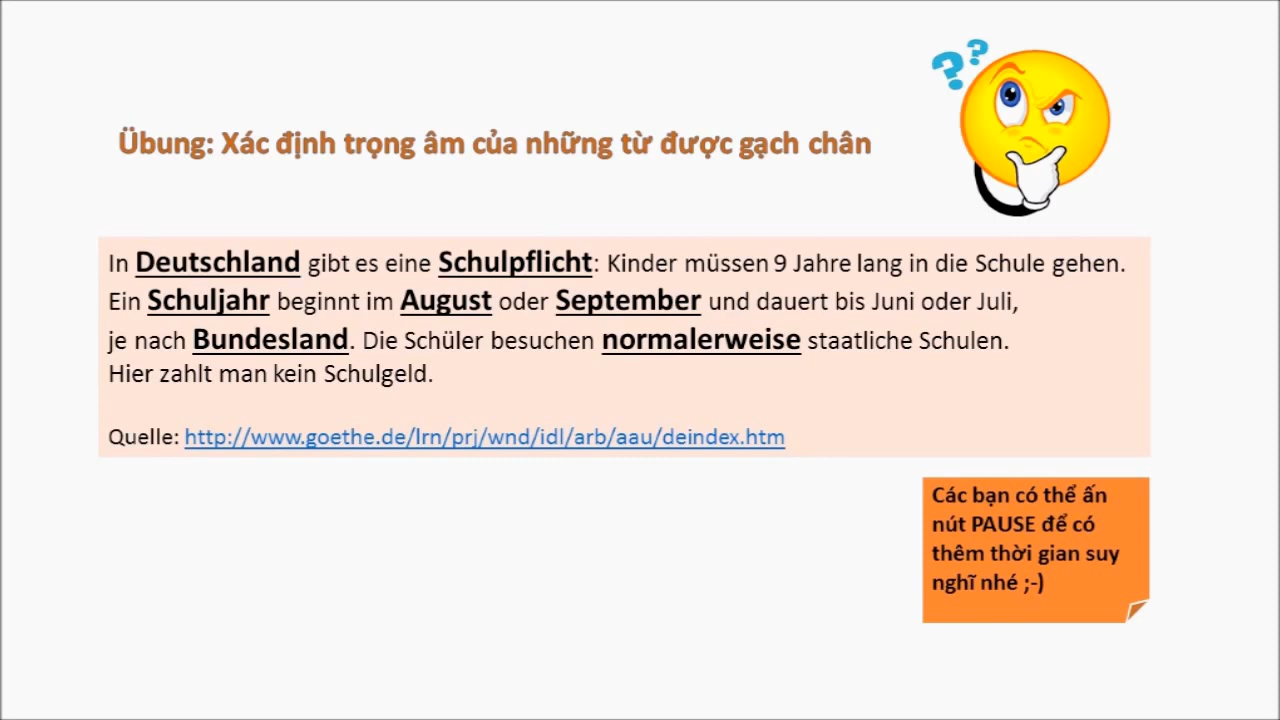 ??
Übung: Xác định trọng âm của những từ được gạch chân
In Deutschland gibt es eine Schulpflicht: Kinder müssen 9 Jahre lang in die Schule gehen.
Ein Schuljahr beginnt im August oder September und dauert bis Juni oder Juli,
je nach Bundesland. Die Schüler besuchen normalerweise staatliche Schulen.
Hier zahlt man kein Schulgeld.
Quelle: http://www.goethe.de/lrn/prj/wnd/idl/arb/aau/deindex.htm
Các bạn có thể ấn
nút PAUSE để có
thêm thời gian suy
nghĩ nhé ;-)